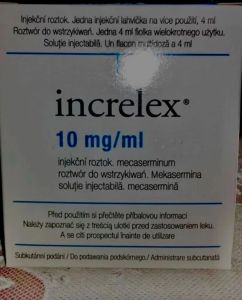 Injekční roztok. Jedna injekční lahvička na více použití, 4 ml
Roztwór do wstrzykiwań. Jedna 4 ml fiolka wielokrotnego użytku.
Soluție injectabilă. Un flacon multidoză a 4 ml
increlex®
10 mg/ml
injekční roztok. mecaserminum
roztwór do wstrzykiwań. Mekasermina
soluție injectabilă. mecasermină
Před použitím si přečtěte příbalovou informaci
Należy zapoznać się z treścią ulotki przed zastosowaniem leku.
A se citi prospectul înainte de utilizare
Subkutánní podání / Do podawania podskórnego / Administrare subcutanată